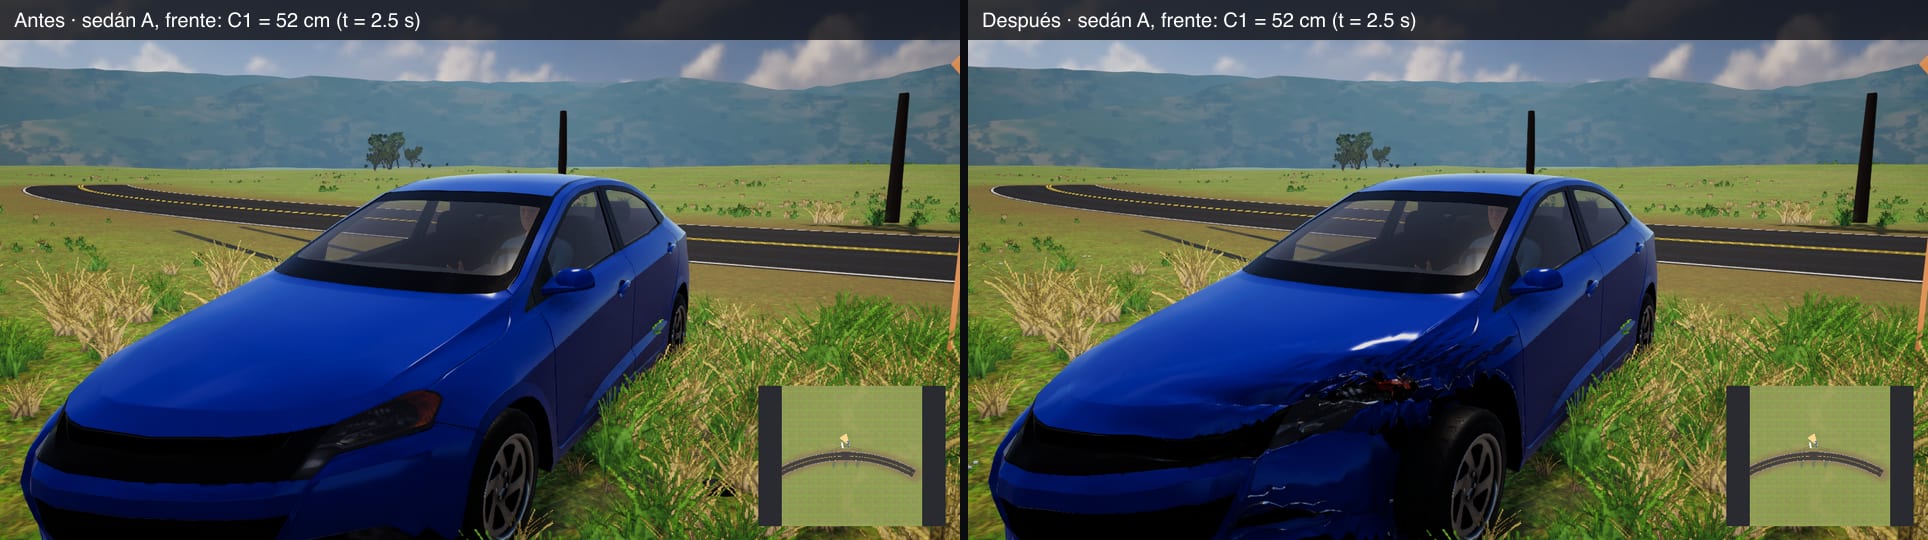 Antes · sedán A, frente: C1 = 52 cm (t = 2.5 s)
Después · sedán A, frente: C1 = 52 cm (t = 2.5 s)